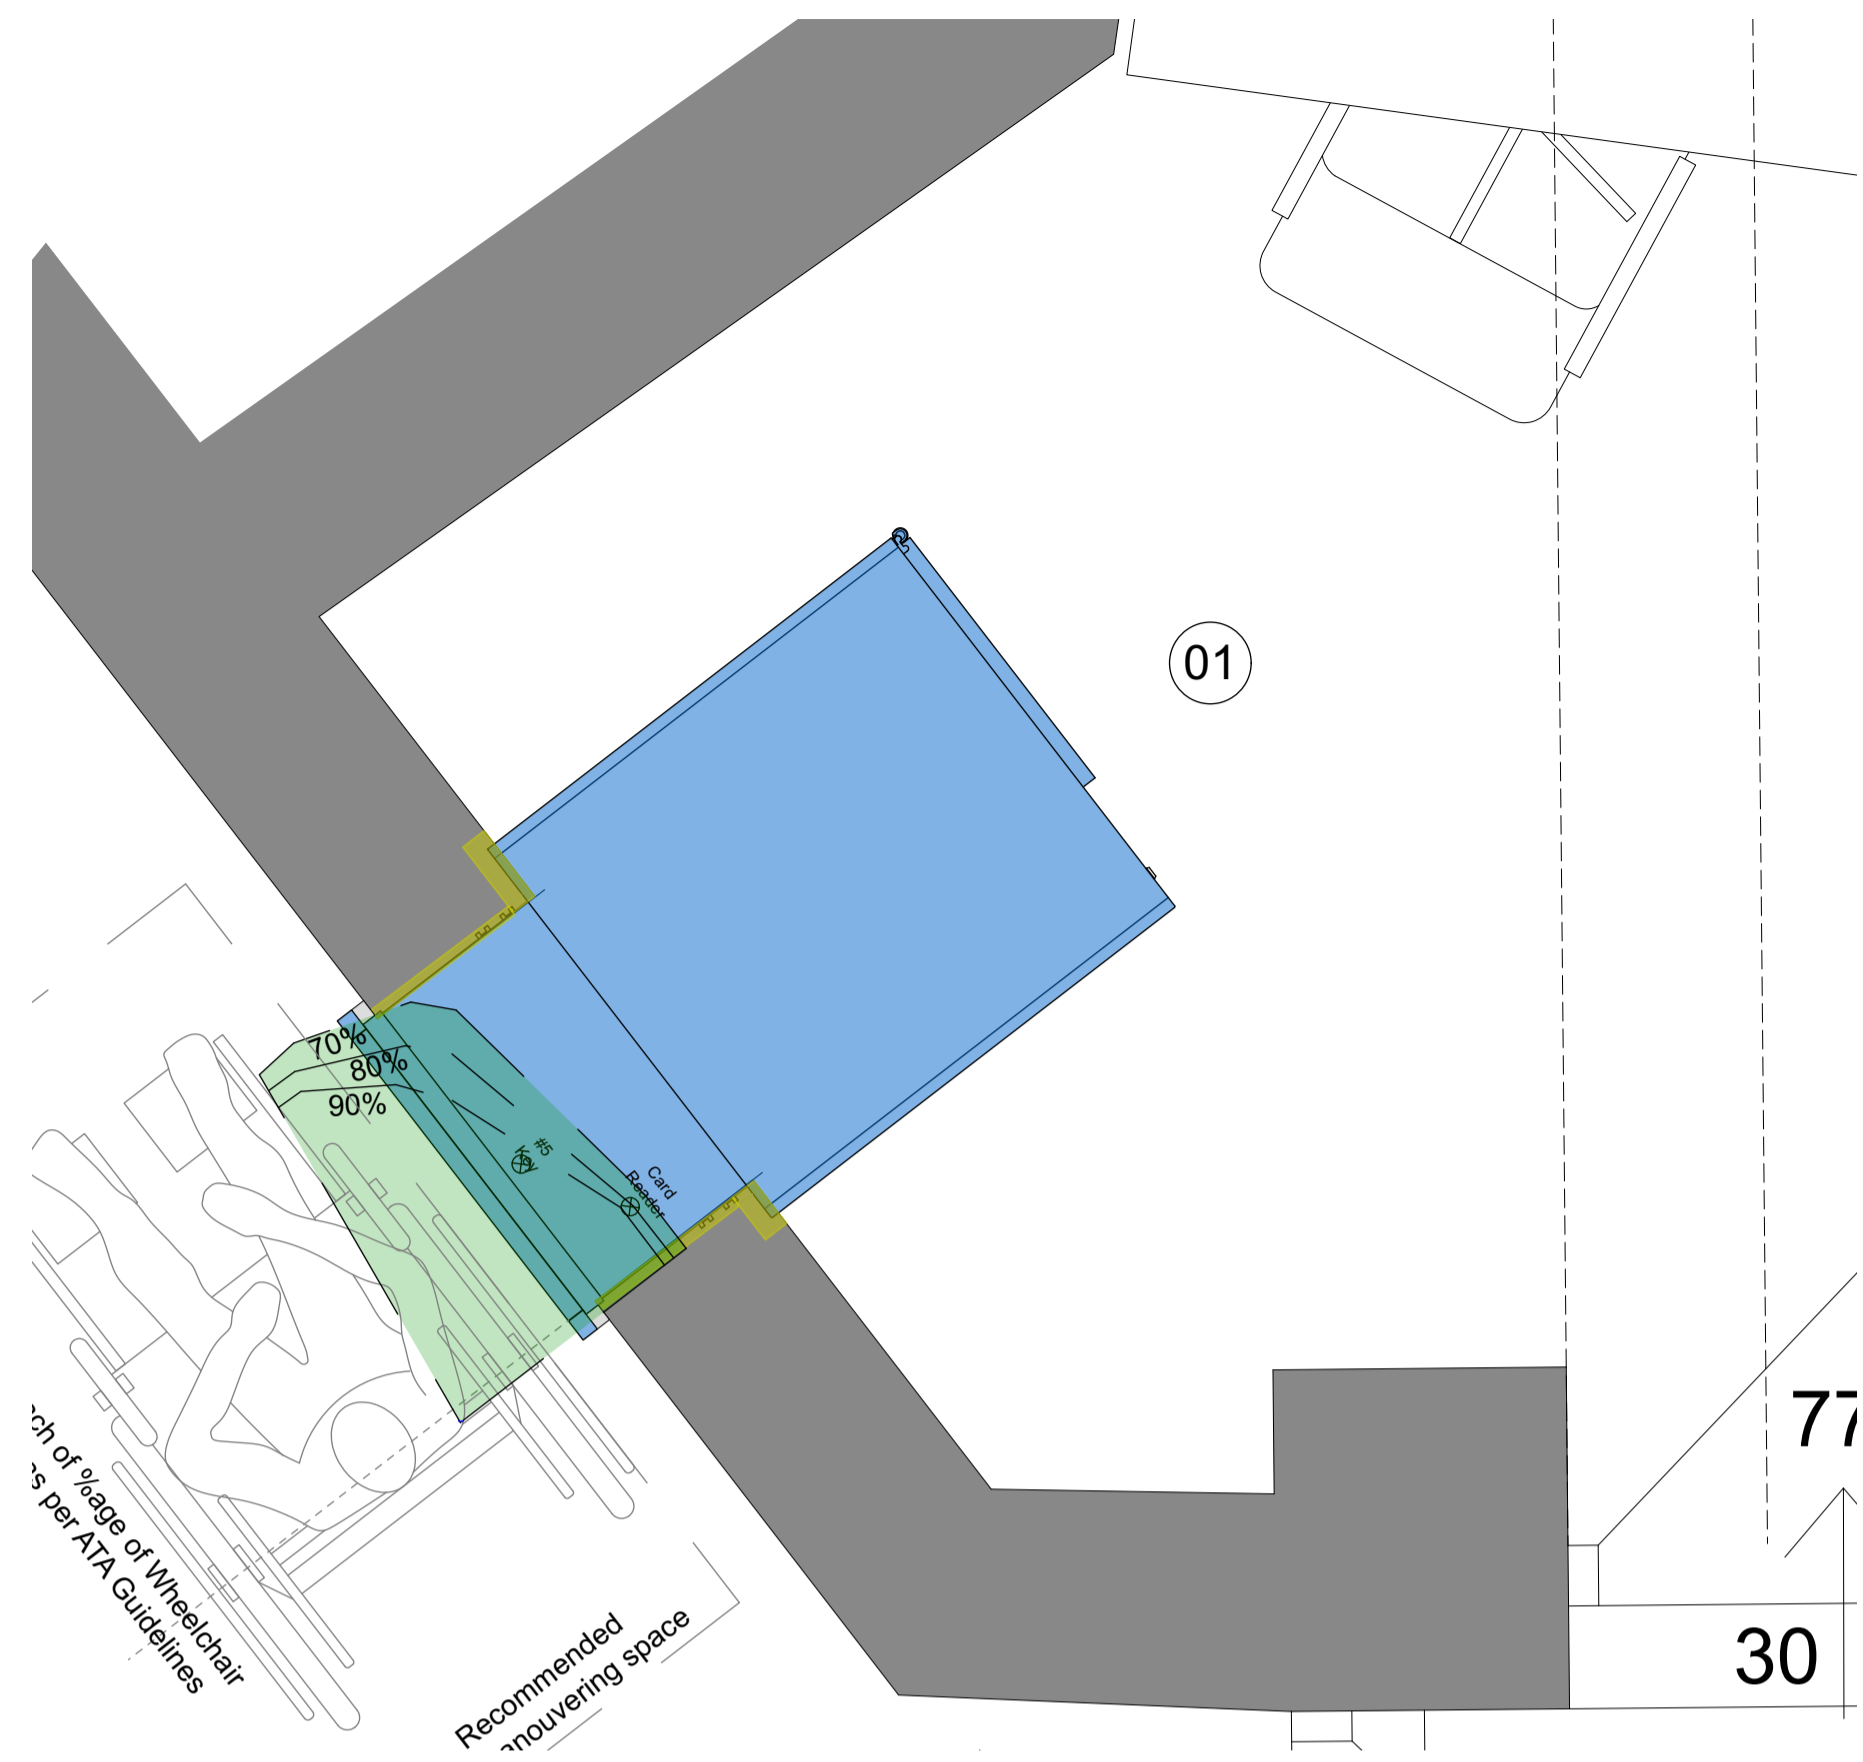 01
70%
80%
90%
#5
Key
Card
Reader
77
30
ch of %age of Wheelchair
s per ATA Guidelines
Recommended
anouvering space